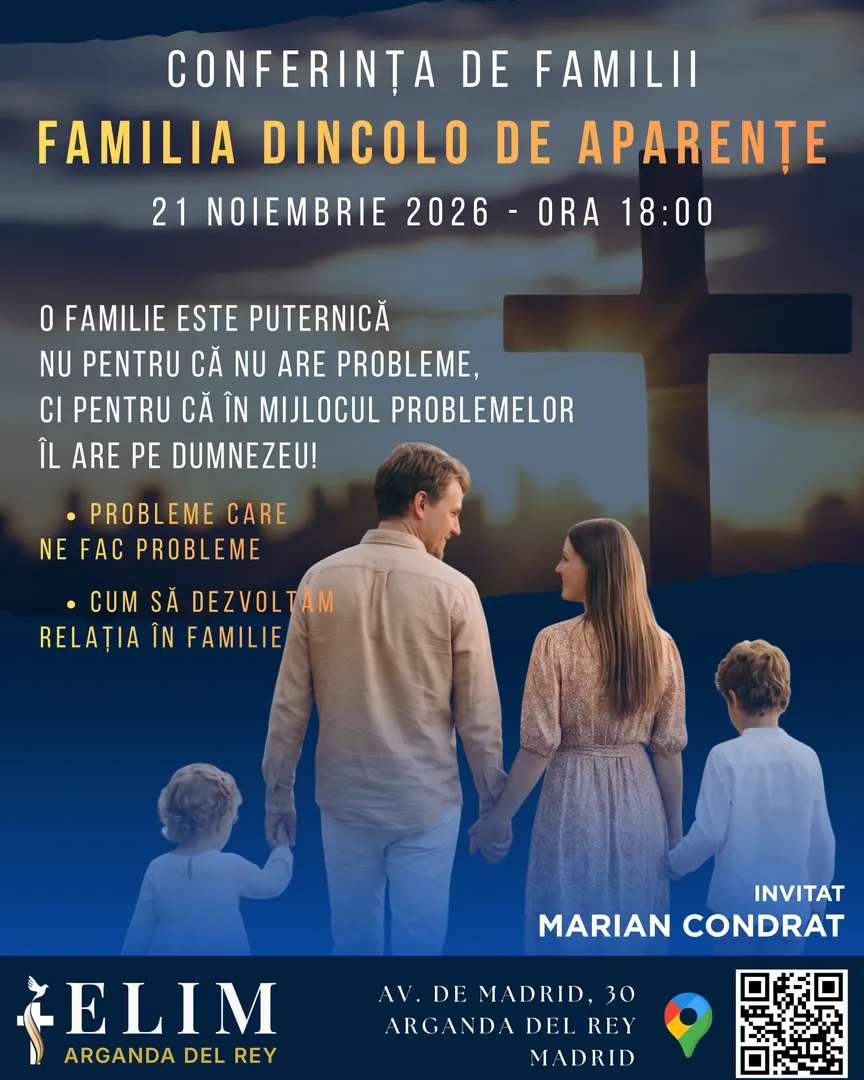 CONFERINȚA DE FAMILII
FAMILIA DINCOLO DE APARENȚE
21 NOIEMBRIE 2026 - ORA 18:00
O FAMILIE ESTE PUTERNICĂ
NU PENTRU CĂ NU ARE PROBLEME,
CI PENTRU CĂ ÎN MIJLOCUL PROBLEMELOR
ÎL ARE PE DUMNEZEU!
• PROBLEME CARE
NE FAC PROBLEME
• CUM SĂ DEZVOLTĂM
RELAȚIA ÎN FAMILIE
INVITAT
MARIAN CONDRAT
ELIM
ARGANDA DEL REY
AV. DE MADRID, 30
ARGANDA DEL REY
MADRID